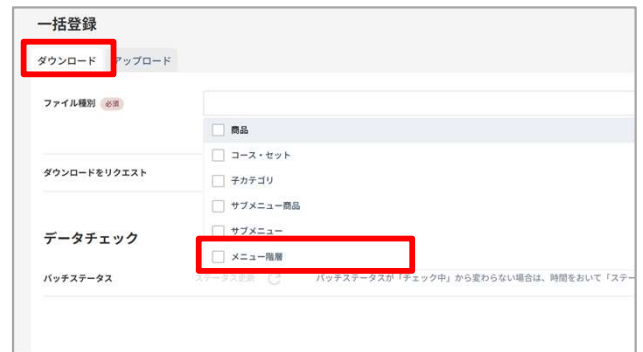 一括登録
ダウンロード アップロード
ファイル種別 必須
商品
コース・セット
ダウンロードをリクエスト
子カテゴリ
サブメニュー商品
サブメニュー
データチェック
メニュー階層
バッチステータス ステータス更新 バッチステータスが「チェック中」から変わらない場合は、時間をおいて「ステー